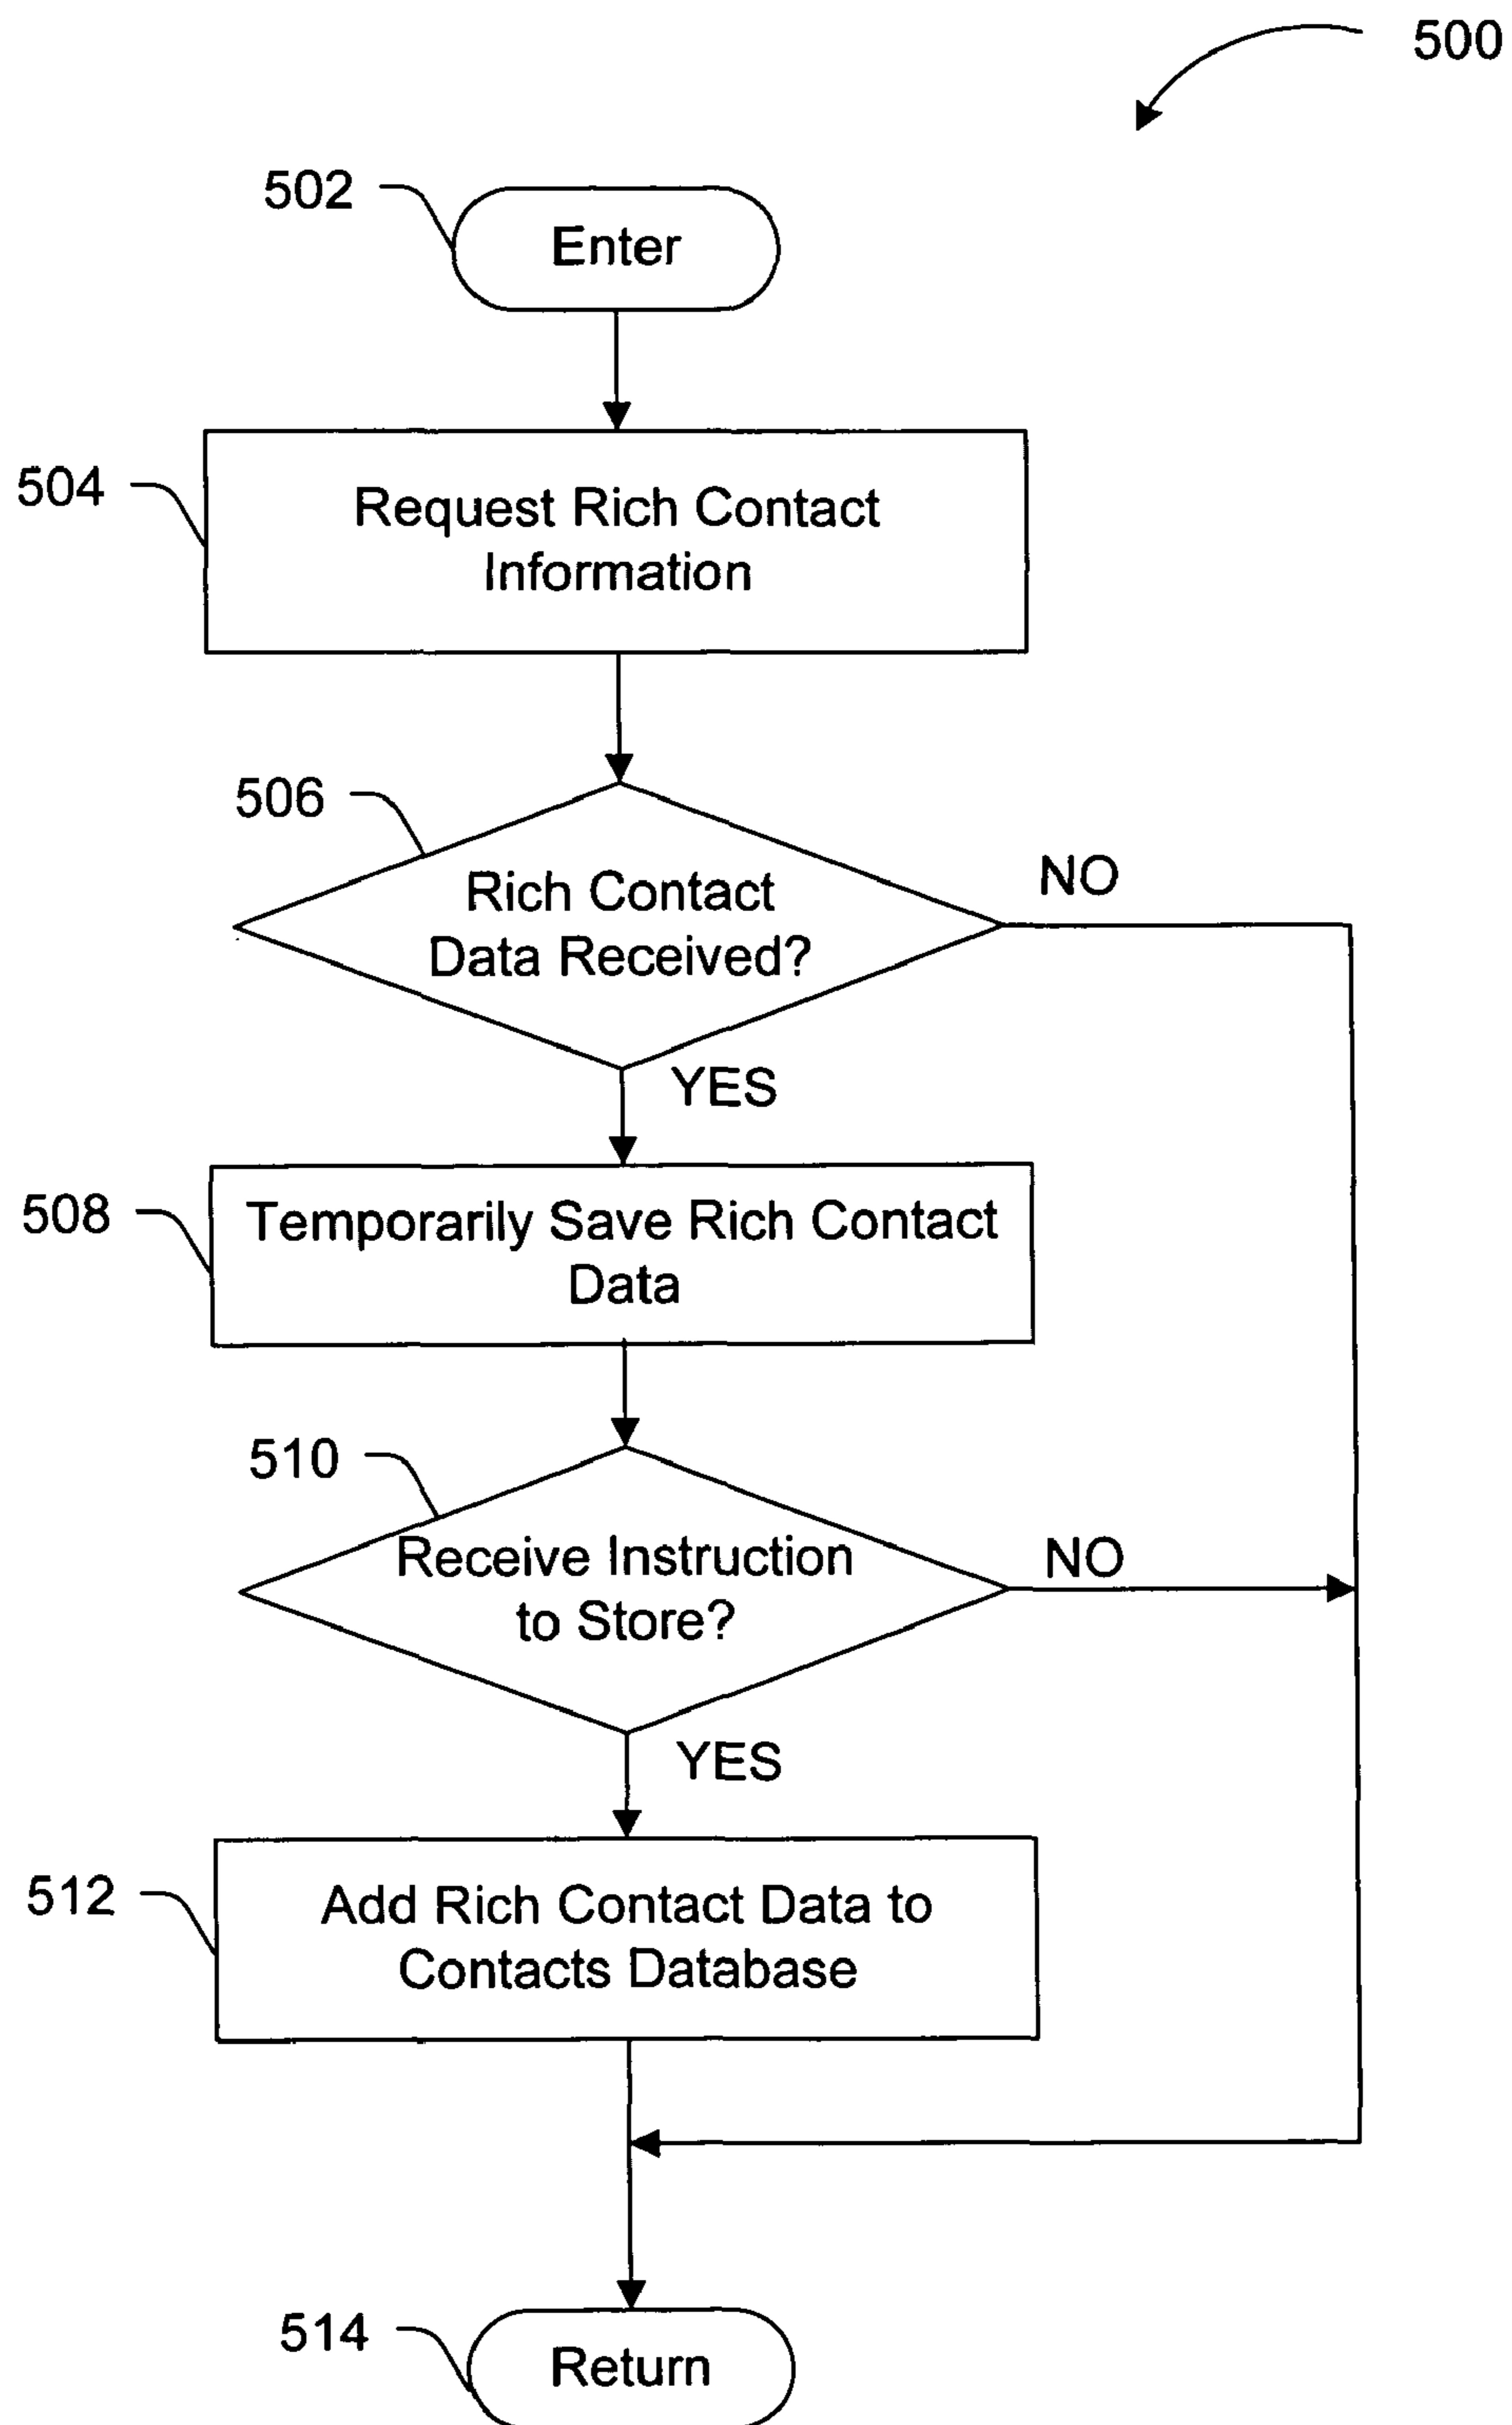 500
502
Enter
504
Request Rich Contact
Information
506
Rich Contact
Data Received?
NO
YES
508
Temporarily Save Rich Contact
Data
510
Receive Instruction
to Store?
NO
YES
512
Add Rich Contact Data to
Contacts Database
514
Return